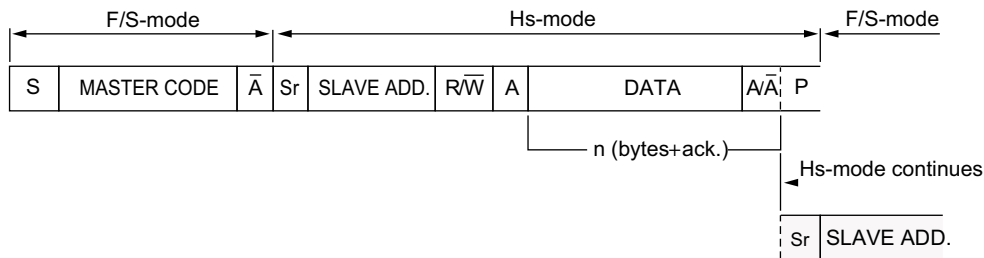 F/S-mode Hs-mode F/S-mode
S MASTER CODE A̅ Sr SLAVE ADD. R/W̅ A DATA A/A̅ P
n (bytes+ack.)
Hs-mode continues
Sr SLAVE ADD.